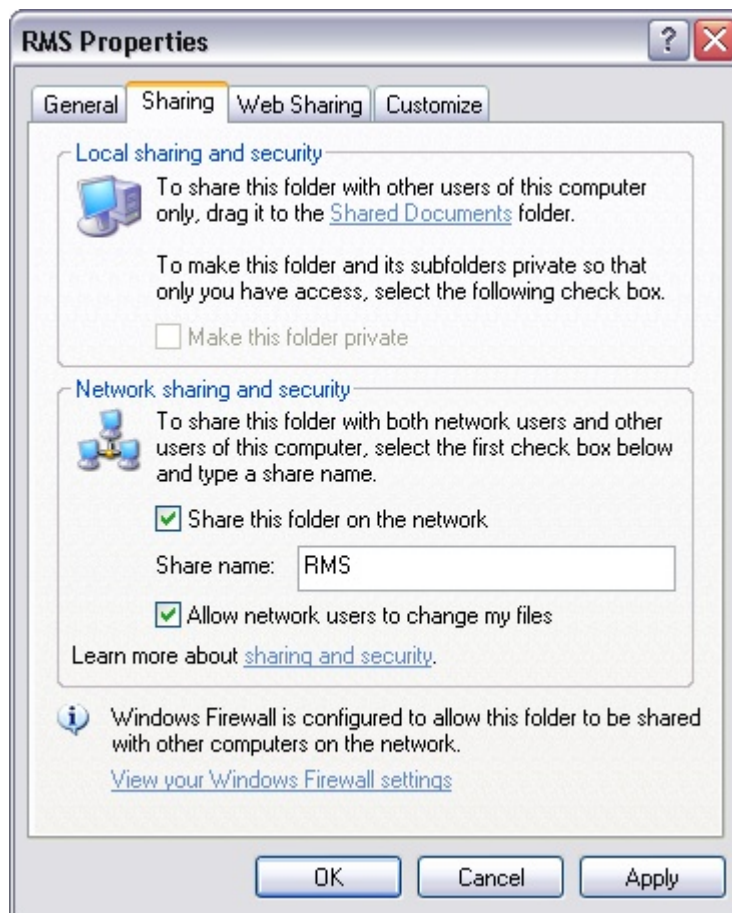 RMS Properties
General
Sharing
Web Sharing
Customize
Local sharing and security
To share this folder with other users of this computer
only, drag it to the Shared Documents folder.
To make this folder and its subfolders private so that
only you have access, select the following check box.
Make this folder private
Network sharing and security
To share this folder with both network users and other
users of this computer, select the first check box below
and type a share name.
Share this folder on the network
Share name: RMS
Allow network users to change my files
Learn more about sharing and security.
Windows Firewall is configured to allow this folder to be shared
with other computers on the network.
View your Windows Firewall settings
OK
Cancel
Apply